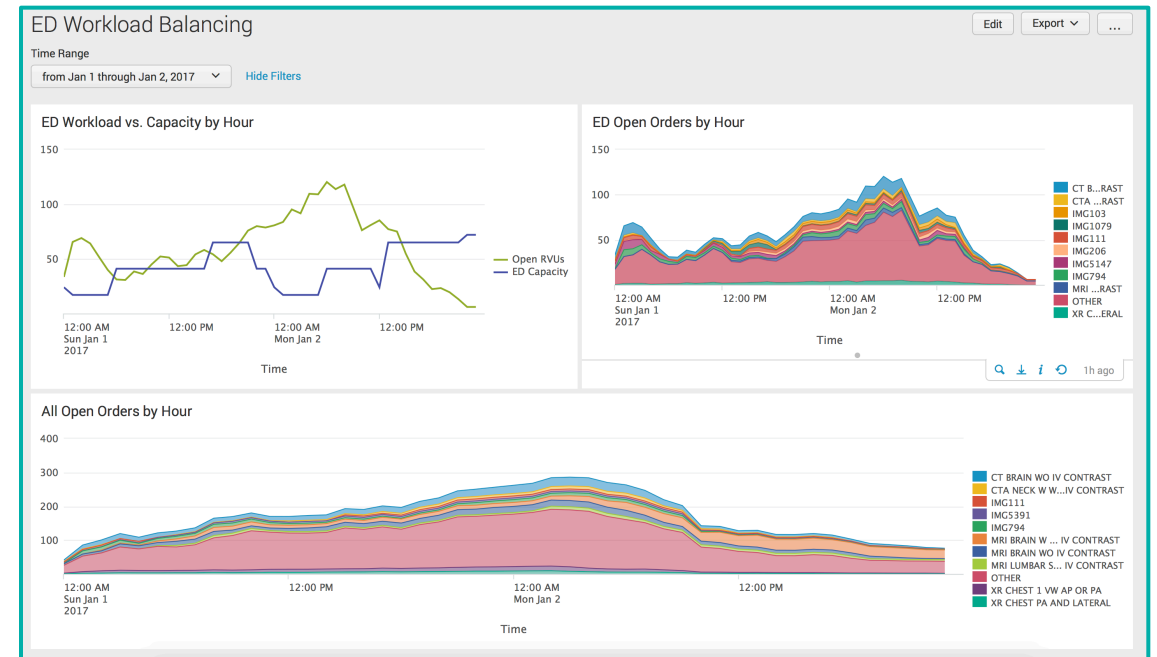 ED Workload Balancing
Edit
Export
...
Time Range
from Jan 1 through Jan 2, 2017
Hide Filters
ED Workload vs. Capacity by Hour
150
100
50
Open RVUs
ED Capacity
12:00 AM
Sun Jan 1
2017
12:00 PM
12:00 AM
Mon Jan 2
12:00 PM
Time
ED Open Orders by Hour
150
100
50
CT B...RAST
CTA ...RAST
IMG103
IMG1079
IMG111
IMG206
IMG5147
IMG794
MRI ...RAST
OTHER
XR C...ERAL
12:00 AM
Sun Jan 1
2017
12:00 PM
12:00 AM
Mon Jan 2
12:00 PM
Time
1h ago
All Open Orders by Hour
400
300
200
100
CT BRAIN WO IV CONTRAST
CTA NECK W W...IV CONTRAST
IMG111
IMG5391
IMG794
MRI BRAIN W ... IV CONTRAST
MRI BRAIN WO IV CONTRAST
MRI LUMBAR S... IV CONTRAST
OTHER
XR CHEST 1 VW AP OR PA
XR CHEST PA AND LATERAL
12:00 AM
Sun Jan 1
2017
12:00 PM
12:00 AM
Mon Jan 2
12:00 PM
Time